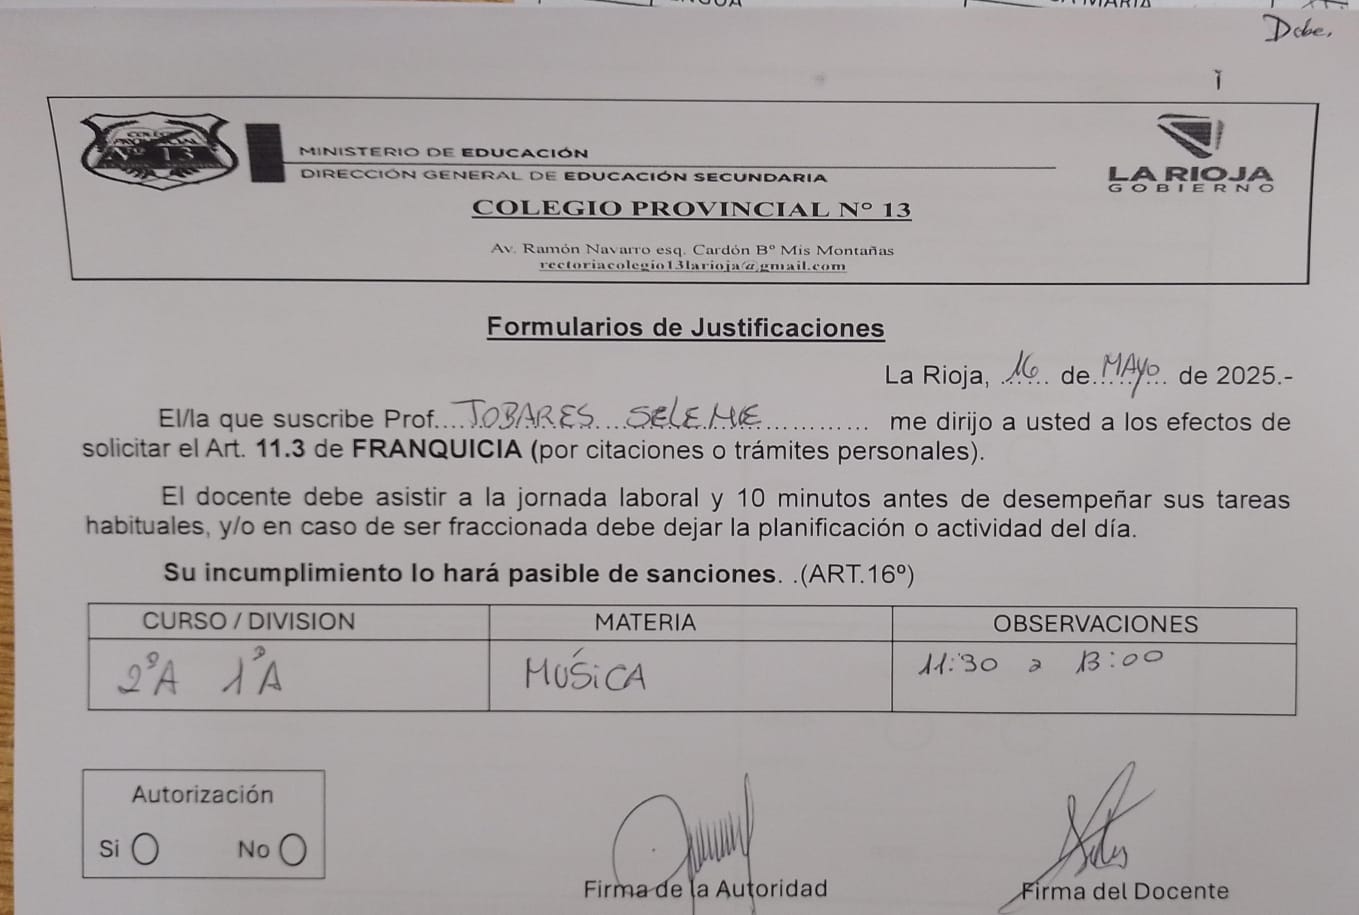 Debe,
COLEGIO
PROVINCIAL
Nº 13
MINISTERIO DE EDUCACIÓN
DIRECCIÓN GENERAL DE EDUCACIÓN SECUNDARIA
LA RIOJA
GOBIERNO
COLEGIO PROVINCIAL Nº 13
Av. Ramón Navarro esq. Cardón Bº Mis Montañas
rectoriacolegio13larioja@gmail.com
Formularios de Justificaciones
La Rioja, 16 de MAYO de 2025.-
El/la que suscribe Prof....TOBARES...SELEME............... me dirijo a usted a los efectos de
solicitar el Art. 11.3 de FRANQUICIA (por citaciones o trámites personales).
El docente debe asistir a la jornada laboral y 10 minutos antes de desempeñar sus tareas
habituales, y/o en caso de ser fraccionada debe dejar la planificación o actividad del día.
Su incumplimiento lo hará pasible de sanciones. .(ART.16º)
CURSO / DIVISION MATERIA OBSERVACIONES
2ºA 1ºA MÚSiCA 11:30 a 13:00
Autorización
Si No
Firma de la Autoridad Firma del Docente